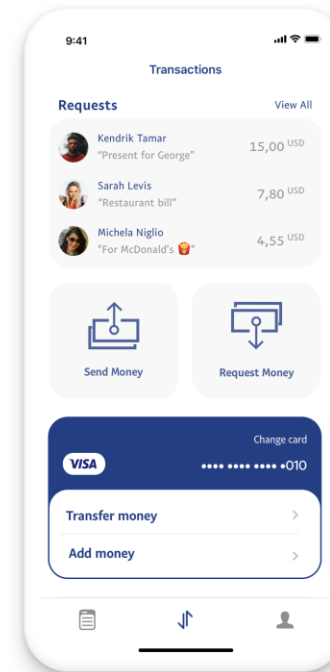 9:41
Transactions
Requests View All
Kendrik Tamar
“Present for George”
15,00 USD
Sarah Levis
“Restaurant bill”
7,80 USD
Michela Niglio
“For McDonald's 🍟“
4,55 USD
Send Money
Request Money
Change card
VISA
•••• •••• •••• •010
Transfer money
Add money